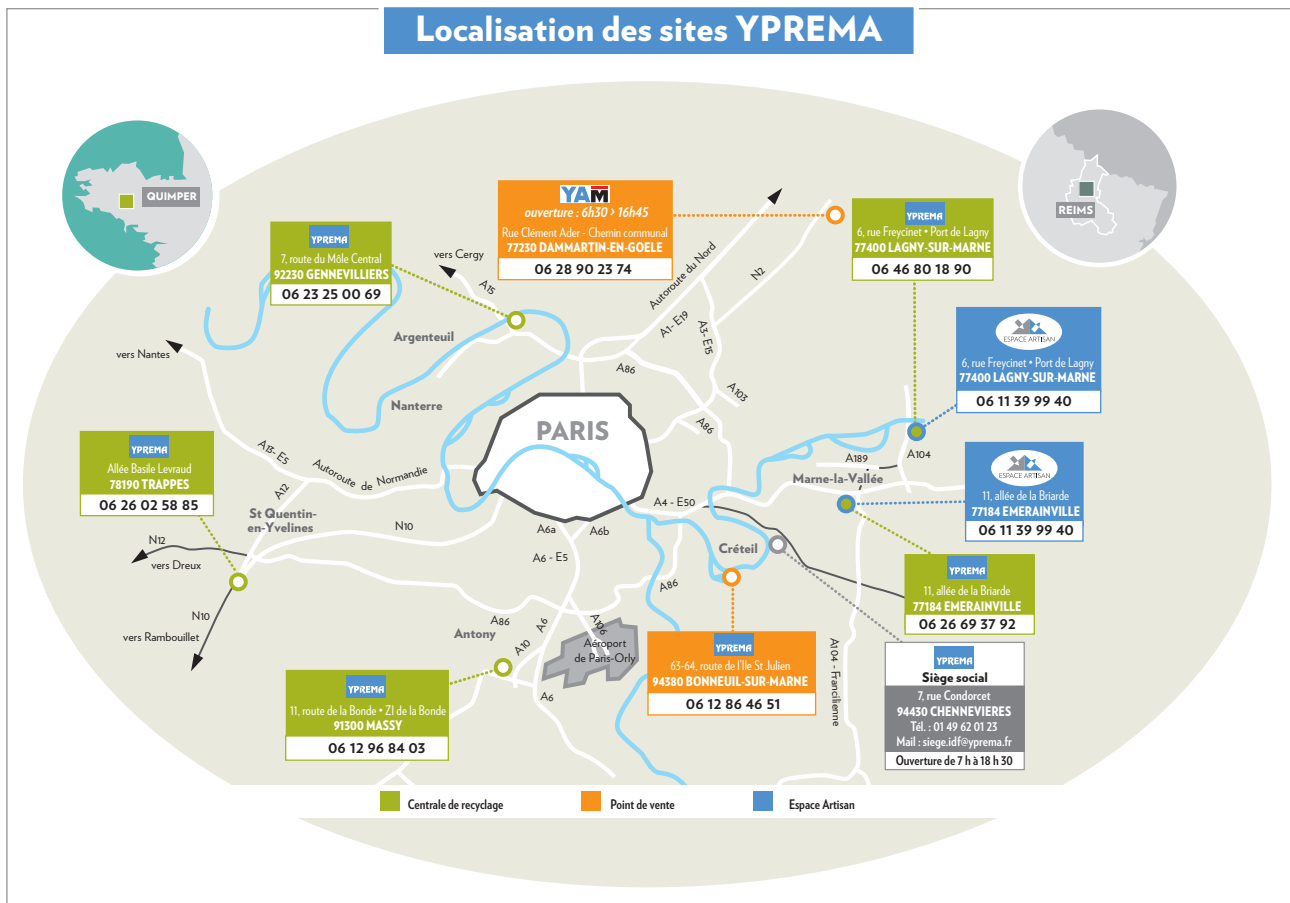 Localisation des sites YPREMA
QUIMPER
REIMS
YAM
ouverture : 6h30 > 16h45
Rue Clément Ader - Chemin communal
77230 DAMMARTIN-EN-GOELE
06 28 90 23 74
YPREMA
6, rue Freycinet • Port de Lagny
77400 LAGNY-SUR-MARNE
06 46 80 18 90
YPREMA
7, route du Môle Central
92230 GENNEVILLIERS
06 23 25 00 69
vers Cergy
A15
Autoroute du Nord
A1- E19
N2
A3- E15
Argenteuil
ESPACE ARTISAN
6, rue Freycinet • Port de Lagny
77400 LAGNY-SUR-MARNE
06 11 39 99 40
vers Nantes
A86
A103
Nanterre
A86
PARIS
YPREMA
Allée Basile Levraud
78190 TRAPPES
06 26 02 58 85
A13- E5
Autoroute de Normandie
A12
St Quentin-
en-Yvelines
A189
A104
Marne-la-Vallée
ESPACE ARTISAN
11, allée de la Briarde
77184 EMERAINVILLE
06 11 39 99 40
A4 - E50
N10
A6a
A6b
N12
vers Dreux
A6 - E5
Créteil
YPREMA
11, allée de la Briarde
77184 EMERAINVILLE
06 26 69 37 92
A86
N10
vers Rambouillet
A86
Antony
A10
A6
A106
Aéroport
de Paris-Orly
A6
YPREMA
63-64, route de l'Ile St Julien
94380 BONNEUIL-SUR-MARNE
06 12 86 46 51
A104 - Francilienne
YPREMA
Siège social
7, rue Condorcet
94430 CHENNEVIERES
Tél. : 01 49 62 01 23
Mail : siege.idf@yprema.fr
Ouverture de 7 h à 18 h 30
YPREMA
11, route de la Bonde • ZI de la Bonde
91300 MASSY
06 12 96 84 03
Centrale de recyclage
Point de vente
Espace Artisan